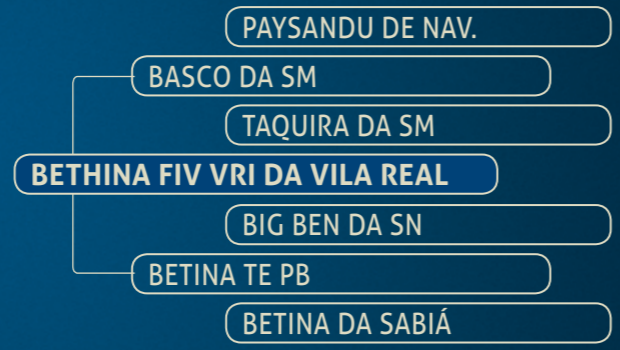 PAYSANDU DE NAV.
BASCO DA SM
TAQUIRA DA SM
BETHINA FIV VRI DA VILA REAL
BIG BEN DA SN
BETINA TE PB
BETINA DA SABIÁ